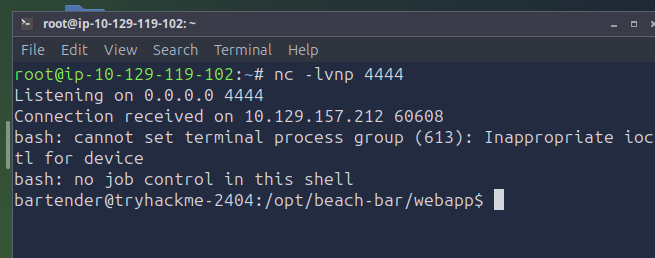 root@ip-10-129-119-102: ~
File Edit View Search Terminal Help
root@ip-10-129-119-102:~# nc -lvnp 4444
Listening on 0.0.0.0 4444
Connection received on 10.129.157.212 60608
bash: cannot set terminal process group (613): Inappropriate ioc
tl for device
bash: no job control in this shell
bartender@tryhackme-2404:/opt/beach-bar/webapp$